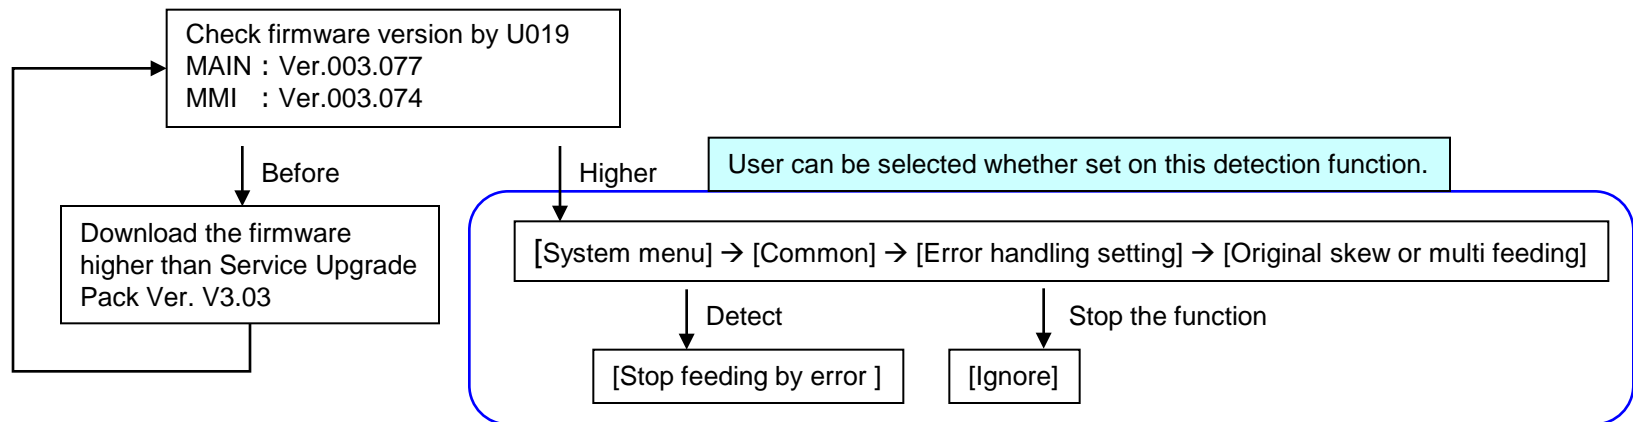 Check firmware version by U019
MAIN : Ver.003.077
MMI : Ver.003.074
Before
Higher
User can be selected whether set on this detection function.
Download the firmware
higher than Service Upgrade
Pack Ver. V3.03
[System menu] → [Common] → [Error handling setting] → [Original skew or multi feeding]
Detect
Stop the function
[Stop feeding by error ]
[Ignore]